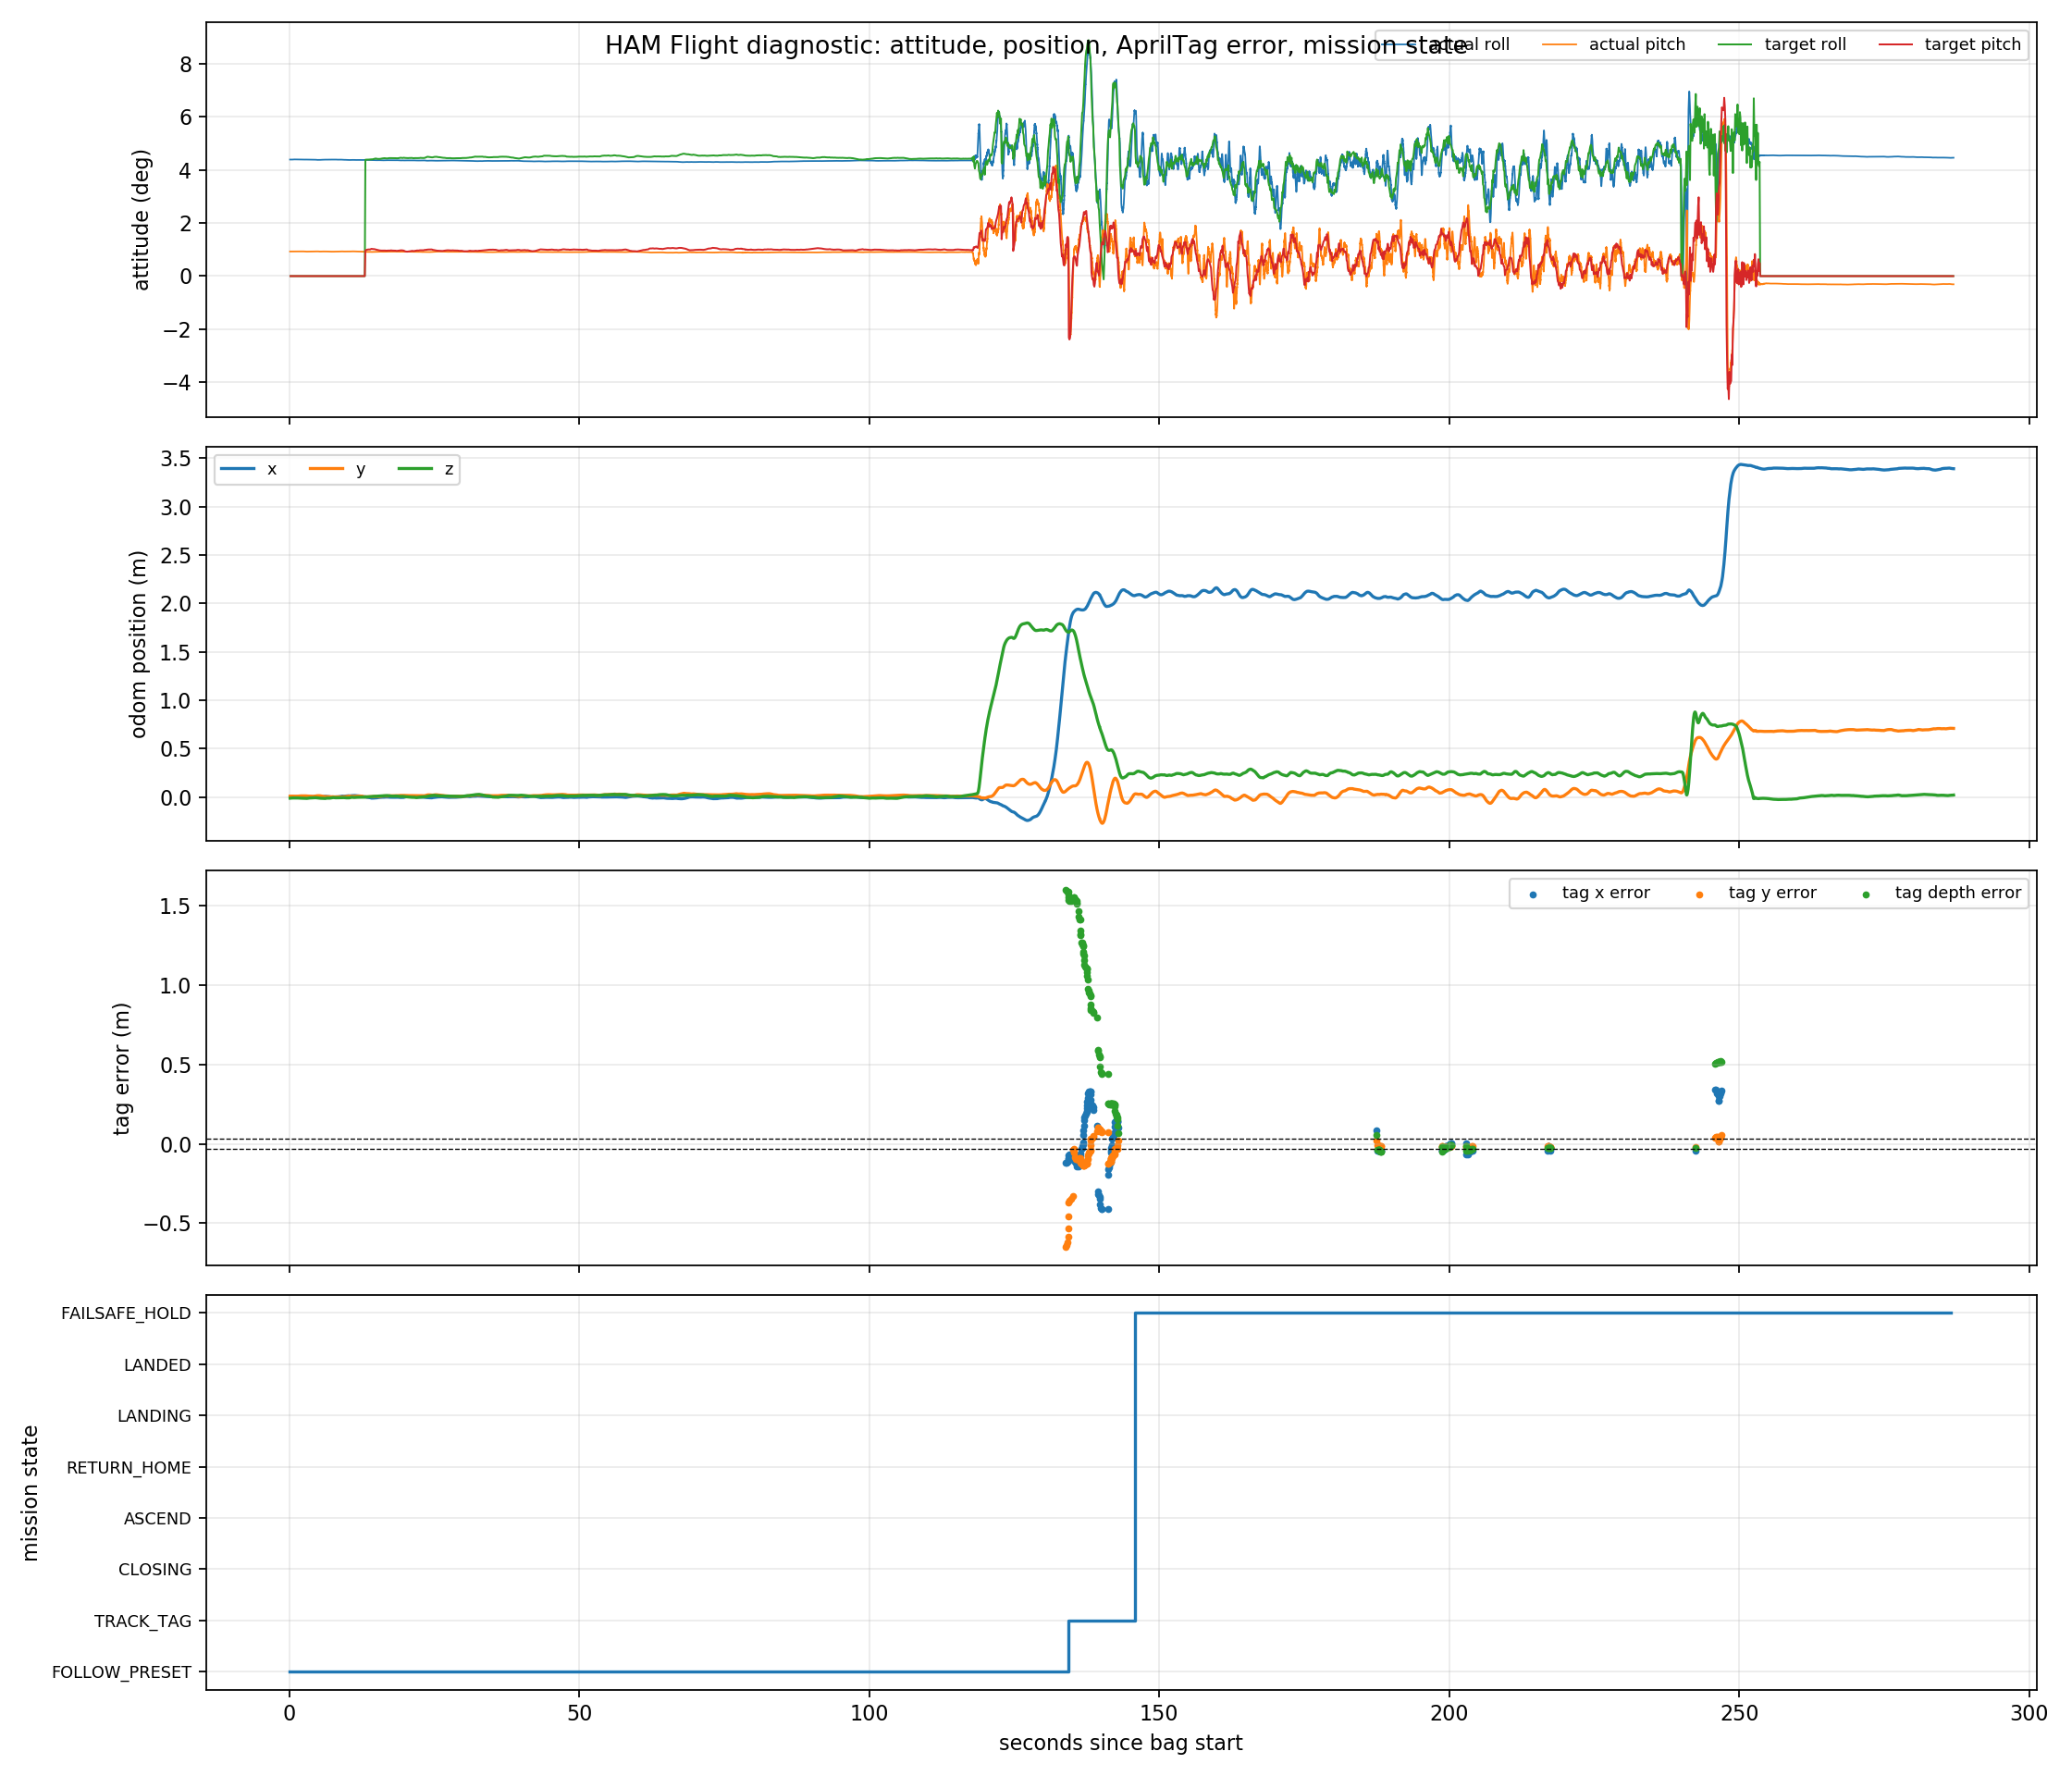 HAM Flight diagnostic: attitude, position, AprilTag error, mission state
actual roll actual pitch target roll target pitch
8
6
4
2
0
−2
−4
attitude (deg)
x y z
3.5
3.0
2.5
2.0
1.5
1.0
0.5
0.0
odom position (m)
tag x error tag y error tag depth error
1.5
1.0
0.5
0.0
−0.5
tag error (m)
FAILSAFE_HOLD
LANDED
LANDING
RETURN_HOME
ASCEND
CLOSING
TRACK_TAG
FOLLOW_PRESET
mission state
0 50 100 150 200 250 300
seconds since bag start